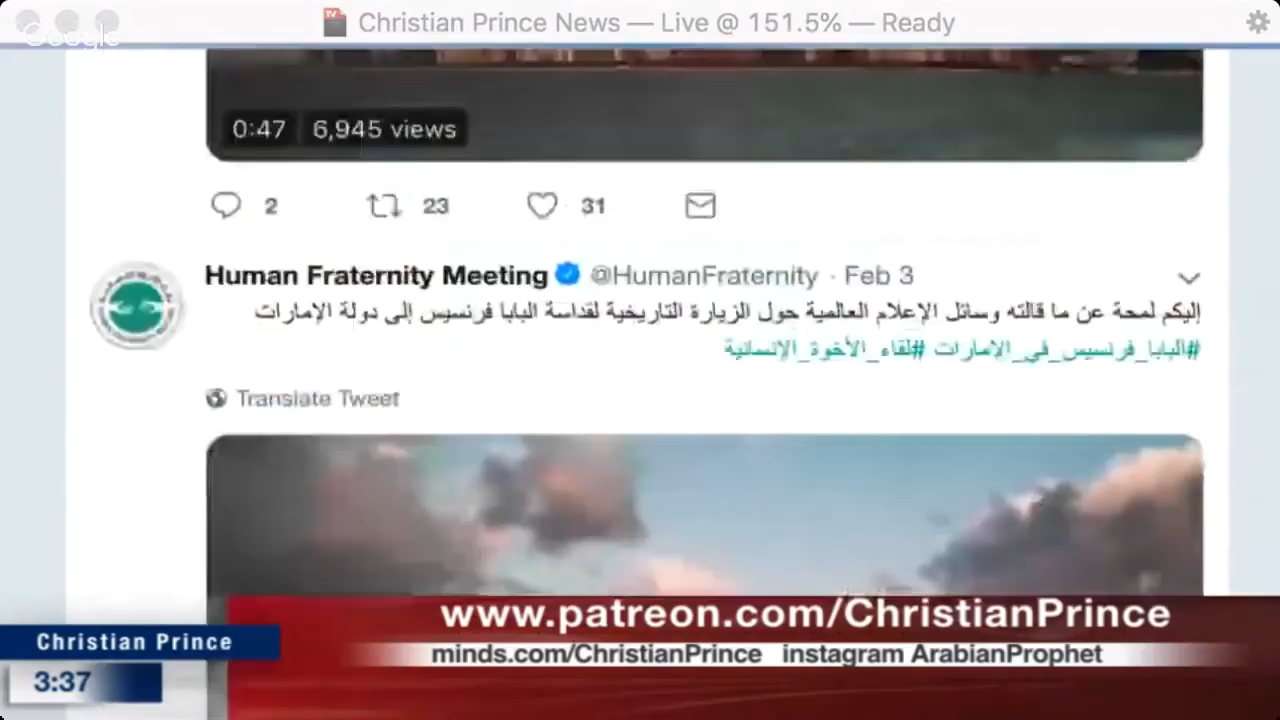 Christian Prince News — Live @ 151.5% — Ready
Google
0:47 6,945 views
2 23 31
Human Fraternity Meeting @HumanFraternity · Feb 3
إليكم لمحة عن ما قالته وسائل الإعلام العالمية حول الزيارة التاريخية لقداسة البابا فرنسيس إلى دولة الإمارات
#البابا_فرنسيس_في_الامارات #لقاء_الأخوة_الإنسانية
Translate Tweet
www.patreon.com/ChristianPrince
Christian Prince
minds.com/ChristianPrince instagram ArabianProphet
3:37